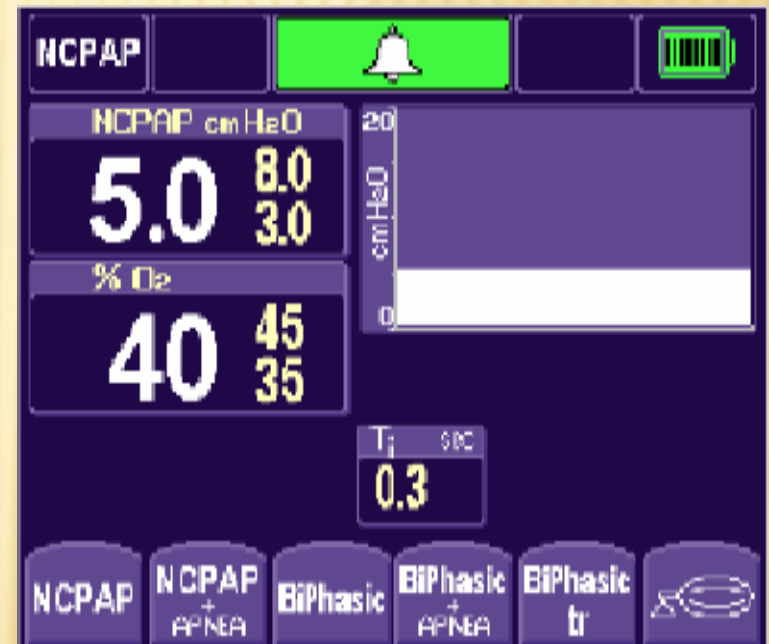 NCPAP
NCPAP cmH2O
5.0 8.0
3.0
% O2
40 45
35
20
cmH2O
0
Ti sec
0.3
NCPAP
NCPAP
+
APNEA
BiPhasic
BiPhasic
+
APNEA
BiPhasic
tr